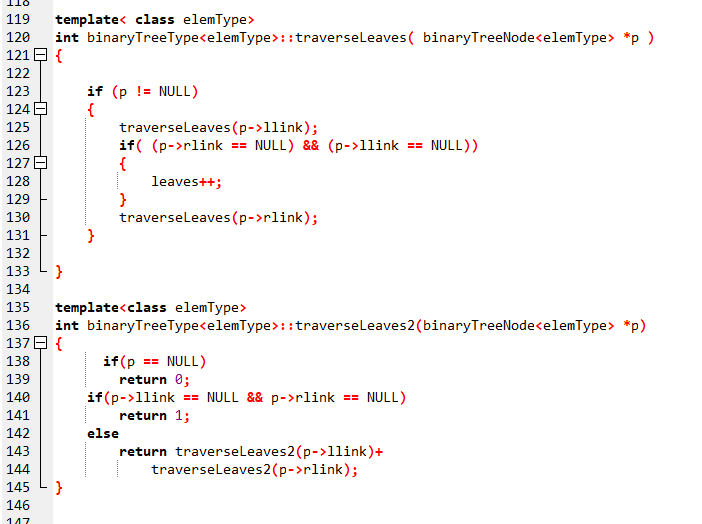 118
119 template< class elemType>
120 int binaryTreeType<elemType>::traverseLeaves( binaryTreeNode<elemType> *p )
121 {
122
123     if (p != NULL)
124     {
125         traverseLeaves(p->llink);
126         if( (p->rlink == NULL) && (p->llink == NULL))
127         {
128             leaves++;
129         }
130         traverseLeaves(p->rlink);
131     }
132
133 }
134
135 template<class elemType>
136 int binaryTreeType<elemType>::traverseLeaves2(binaryTreeNode<elemType> *p)
137 {
138       if(p == NULL)
139         return 0;
140     if(p->llink == NULL && p->rlink == NULL)
141         return 1;
142     else
143         return traverseLeaves2(p->llink)+
144             traverseLeaves2(p->rlink);
145 }
146
147